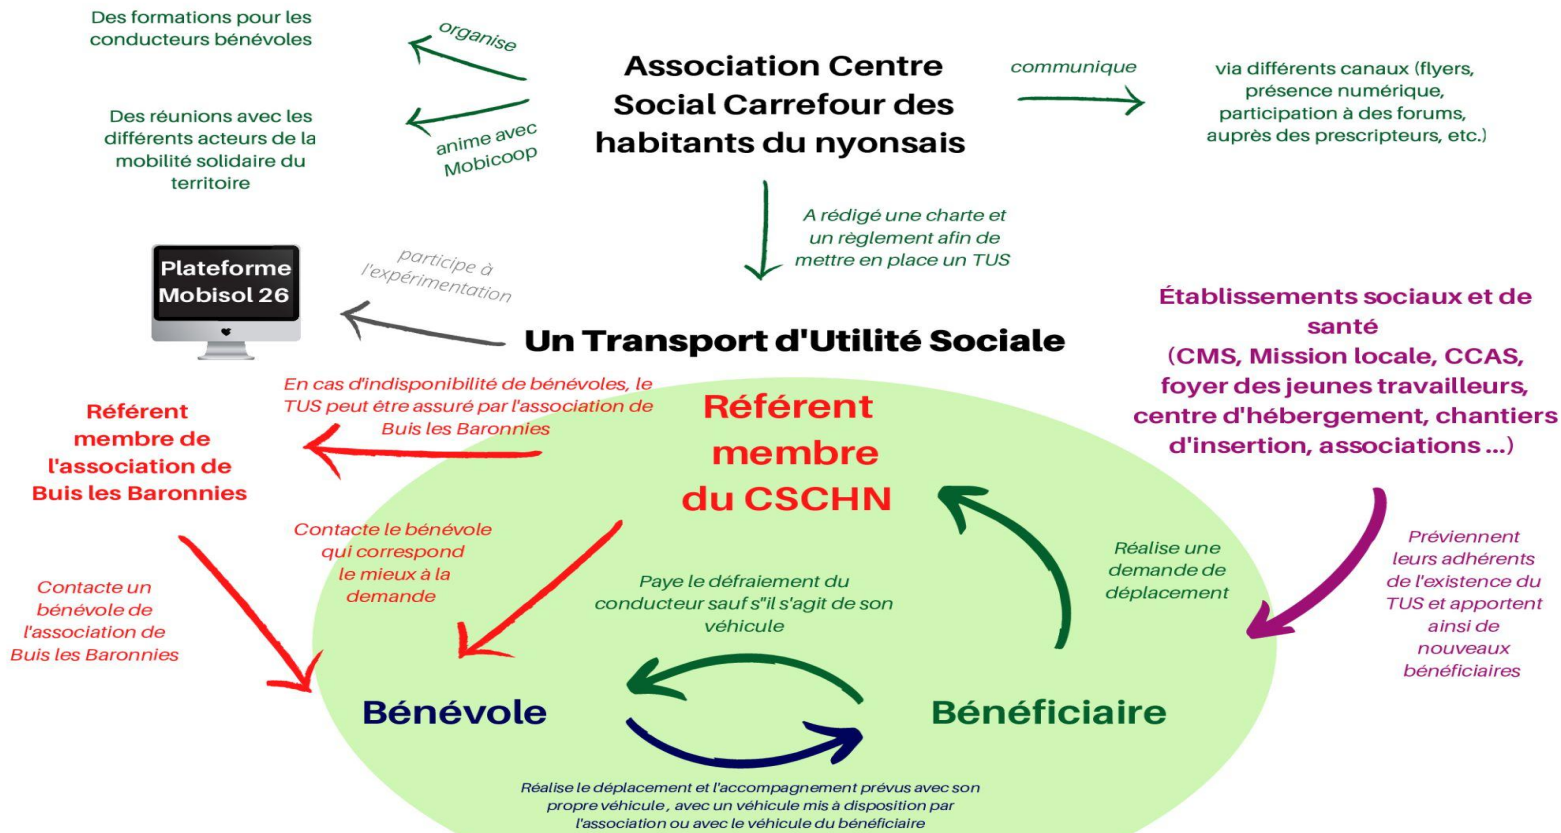 Des formations pour les
conducteurs bénévoles
organise
Association Centre
Social Carrefour des
habitants du nyonsais
communique
via différents canaux (flyers,
présence numérique,
participation à des forums,
auprès des prescripteurs, etc.)
Des réunions avec les
différents acteurs de la
mobilité solidaire du
territoire
anime avec
Mobicoop
A rédigé une charte et
un règlement afin de
mettre en place un TUS
Plateforme
Mobisol 26
participe à
l'expérimentation
Un Transport d'Utilité Sociale
Établissements sociaux et de
santé
(CMS, Mission locale, CCAS,
foyer des jeunes travailleurs,
centre d'hébergement, chantiers
d'insertion, associations ...)
En cas d'indisponibilité de bénévoles, le
TUS peut être assuré par l'association de
Buis les Baronnies
Référent
membre de
l'association de
Buis les Baronnies
Référent
membre
du CSCHN
Contacte le bénévole
qui correspond
le mieux à la
demande
Contacte un
bénévole de
l'association de
Buis les Baronnies
Paye le défraiement du
conducteur sauf s"il s'agit de son
véhicule
Réalise une
demande de
déplacement
Préviennent
leurs adhérents
de l'existence du
TUS et apportent
ainsi de
nouveaux
bénéficiaires
Bénévole
Bénéficiaire
Réalise le déplacement et l'accompagnement prévus avec son
propre véhicule , avec un véhicule mis à disposition par
l'association ou avec le véhicule du bénéficiaire